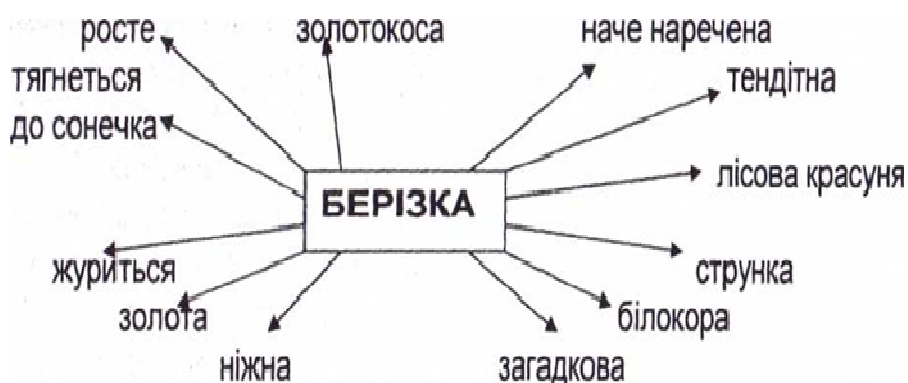 росте
золотокоса
наче наречена
тягнеться
до сонечка
тендітна
лісова красуня
БЕРІЗКА
журиться
струнка
золота
білокора
ніжна
загадкова